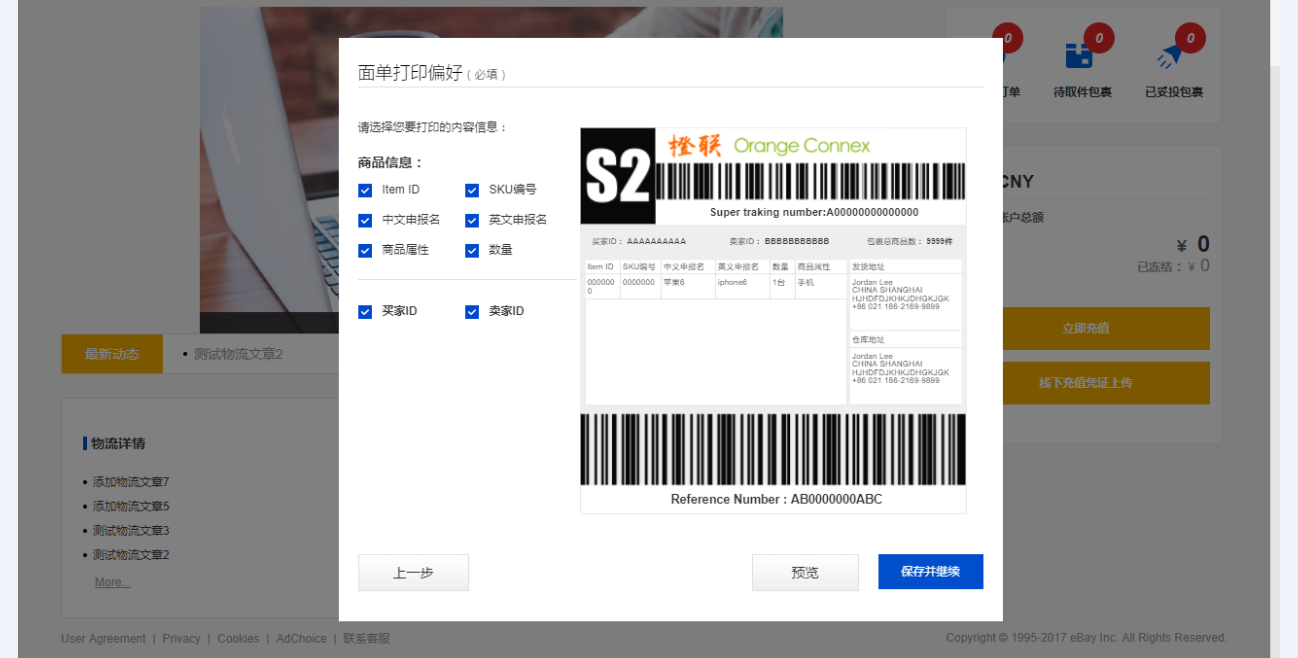 0 0 0
订单 待取件包裹 已妥投包裹
面单打印偏好 ( 必填 )
请选择您要打印的内容信息：
商品信息：
Item ID SKU编号
中文申报名 英文申报名
商品属性 数量
买家ID 卖家ID
S2
橙联 Orange Connex
Super traking number:A00000000000000
买家ID：AAAAAAAAAA 卖家ID：BBBBBBBBBBB 包裹总商品数：9999件
Item ID SKU编号 中文申报名 英文申报名 数量 商品属性 发货地址
0000000 0000000 苹果6 iphone6 1台 手机
Jordan Lee
CHINA SHANGHAI
HJHDFDJKHKJDHGKJGK
+86 021 186-2169-9899
仓库地址
Jordan Lee
CHINA SHANGHAI
HJHDFDJKHKJDHGKJGK
+86 021 186-2169-9899
Reference Number : AB0000000ABC
上一步 预览 保存并继续
CNY
账户总额
¥ 0
已冻结：¥ 0
立即充值
线下充值凭证上传
最新动态 • 测试物流文章2
物流详情
• 添加物流文章7
• 添加物流文章5
• 测试物流文章3
• 测试物流文章2
More...
User Agreement | Privacy | Cookies | AdChoice | 联系客服
Copyright © 1995-2017 eBay Inc. All Rights Reserved.